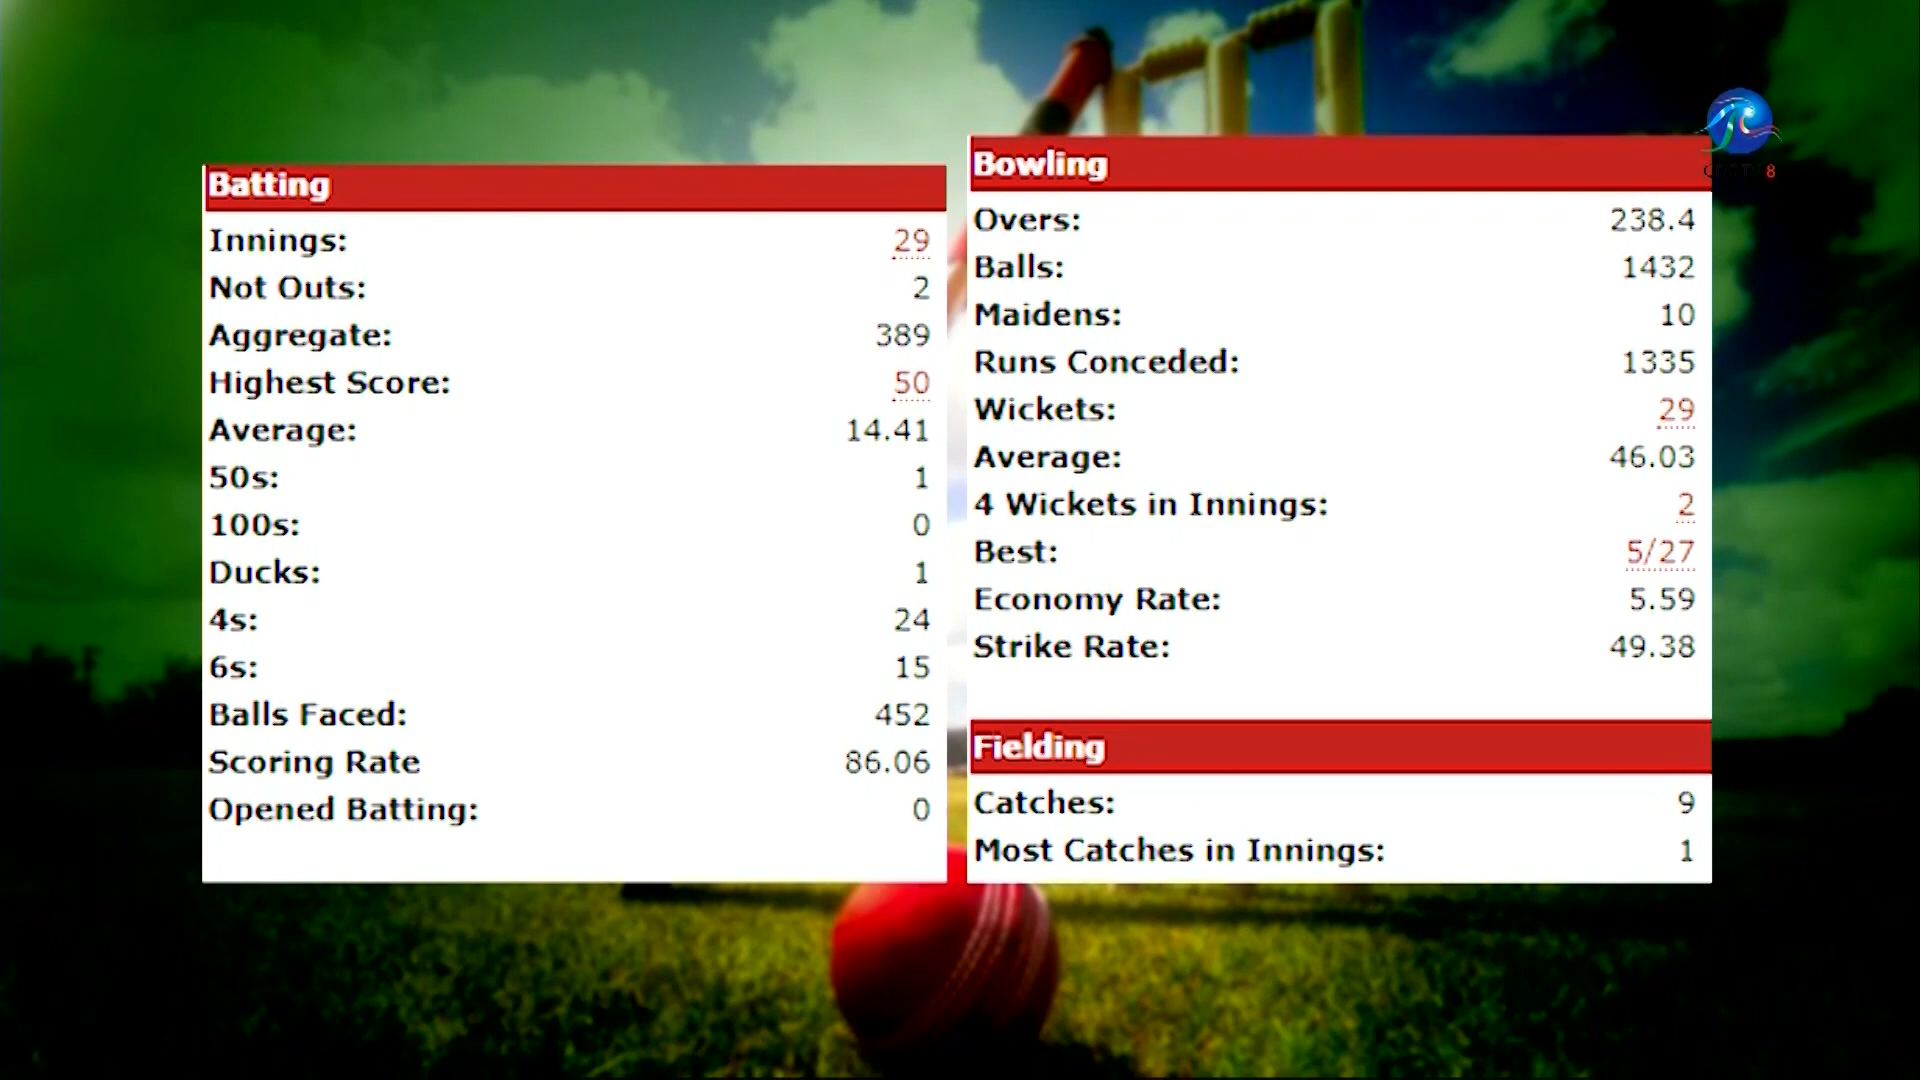 Batting
Innings: 29
Not Outs: 2
Aggregate: 389
Highest Score: 50
Average: 14.41
50s: 1
100s: 0
Ducks: 1
4s: 24
6s: 15
Balls Faced: 452
Scoring Rate 86.06
Opened Batting: 0
Bowling
Overs: 238.4
Balls: 1432
Maidens: 10
Runs Conceded: 1335
Wickets: 29
Average: 46.03
4 Wickets in Innings: 2
Best: 5/27
Economy Rate: 5.59
Strike Rate: 49.38
Fielding
Catches: 9
Most Catches in Innings: 1
8